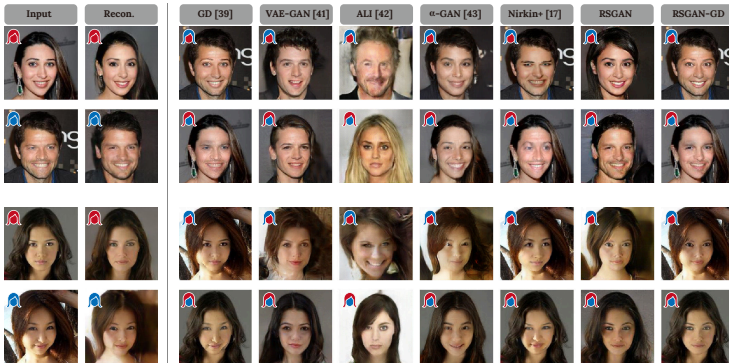 Input Recon. GD [39] VAE-GAN [41] ALI [42] α-GAN [43] Nirkin+ [17] RSGAN RSGAN-GD